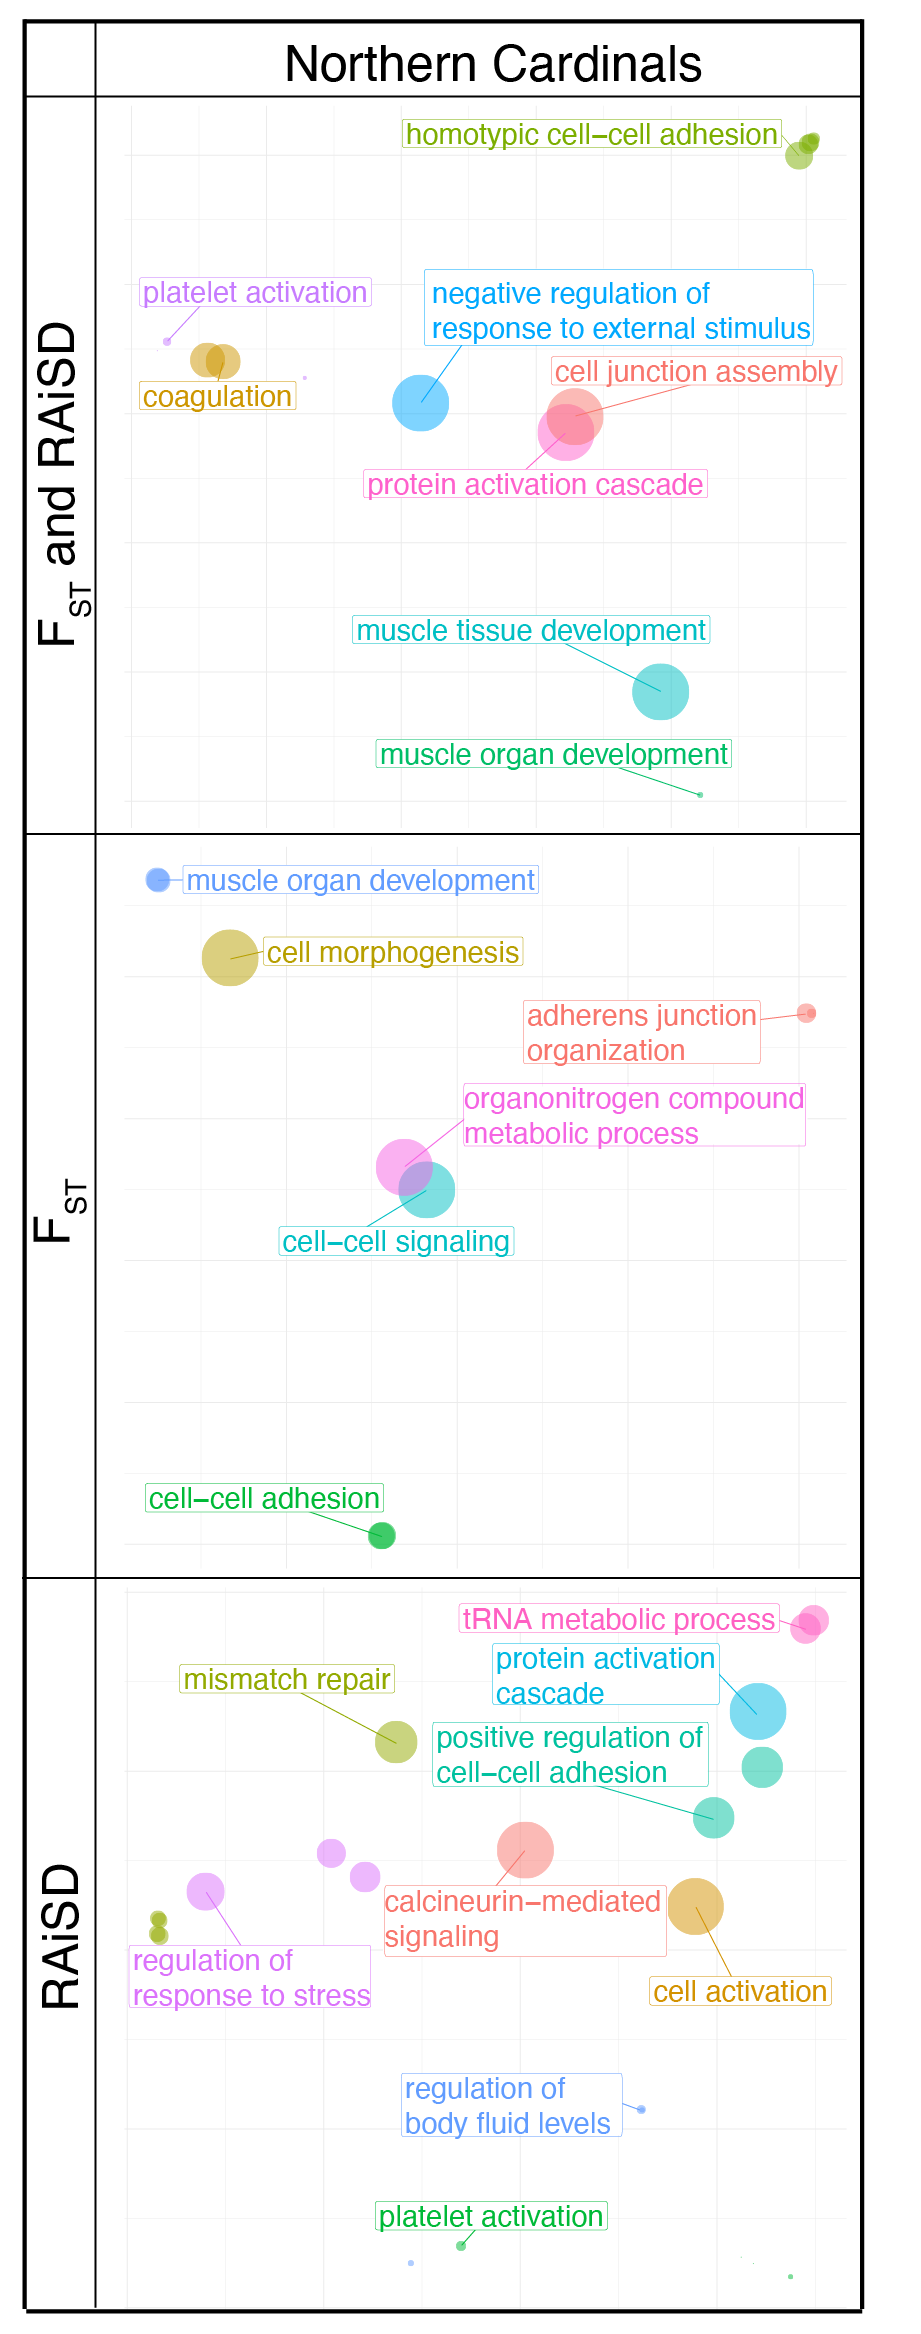 Northern Cardinals
F_ST and RAiSD
homotypic cell−cell adhesion
platelet activation
negative regulation of
response to external stimulus
cell junction assembly
coagulation
protein activation cascade
muscle tissue development
muscle organ development
F_ST
muscle organ development
cell morphogenesis
adherens junction
organization
organonitrogen compound
metabolic process
cell−cell signaling
cell−cell adhesion
RAiSD
tRNA metabolic process
protein activation
cascade
mismatch repair
positive regulation of
cell−cell adhesion
calcineurin−mediated
signaling
regulation of
response to stress
cell activation
regulation of
body fluid levels
platelet activation